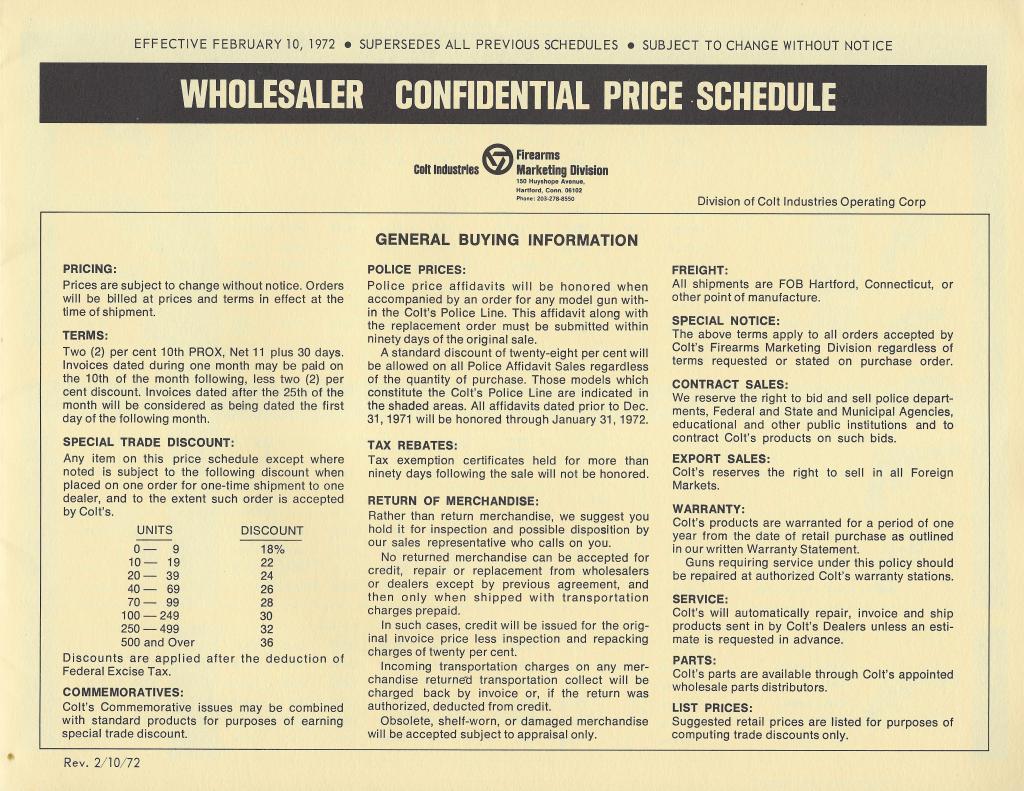 EFFECTIVE FEBRUARY 10, 1972 ● SUPERSEDES ALL PREVIOUS SCHEDULES ● SUBJECT TO CHANGE WITHOUT NOTICE
WHOLESALER CONFIDENTIAL PRICE SCHEDULE
Colt Industries
Firearms
Marketing Division
150 Huyshope Avenue,
Hartford, Conn. 06102
Phone: 203-278-8550
Division of Colt Industries Operating Corp
GENERAL BUYING INFORMATION
PRICING:
Prices are subject to change without notice. Orders
will be billed at prices and terms in effect at the
time of shipment.
TERMS:
Two (2) per cent 10th PROX, Net 11 plus 30 days.
Invoices dated during one month may be paid on
the 10th of the month following, less two (2) per
cent discount. Invoices dated after the 25th of the
month will be considered as being dated the first
day of the following month.
SPECIAL TRADE DISCOUNT:
Any item on this price schedule except where
noted is subject to the following discount when
placed on one order for one-time shipment to one
dealer, and to the extent such order is accepted
by Colt's.
UNITS DISCOUNT
0 — 9 18%
10 — 19 22
20 — 39 24
40 — 69 26
70 — 99 28
100 — 249 30
250 — 499 32
500 and Over 36
Discounts are applied after the deduction of
Federal Excise Tax.
COMMEMORATIVES:
Colt's Commemorative issues may be combined
with standard products for purposes of earning
special trade discount.
POLICE PRICES:
Police price affidavits will be honored when
accompanied by an order for any model gun with-
in the Colt's Police Line. This affidavit along with
the replacement order must be submitted within
ninety days of the original sale.
A standard discount of twenty-eight per cent will
be allowed on all Police Affidavit Sales regardless
of the quantity of purchase. Those models which
constitute the Colt's Police Line are indicated in
the shaded areas. All affidavits dated prior to Dec.
31, 1971 will be honored through January 31, 1972.
TAX REBATES:
Tax exemption certificates held for more than
ninety days following the sale will not be honored.
RETURN OF MERCHANDISE:
Rather than return merchandise, we suggest you
hold it for inspection and possible disposition by
our sales representative who calls on you.
No returned merchandise can be accepted for
credit, repair or replacement from wholesalers
or dealers except by previous agreement, and
then only when shipped with transportation
charges prepaid.
In such cases, credit will be issued for the orig-
inal invoice price less inspection and repacking
charges of twenty per cent.
Incoming transportation charges on any mer-
chandise returned transportation collect will be
charged back by invoice or, if the return was
authorized, deducted from credit.
Obsolete, shelf-worn, or damaged merchandise
will be accepted subject to appraisal only.
FREIGHT:
All shipments are FOB Hartford, Connecticut, or
other point of manufacture.
SPECIAL NOTICE:
The above terms apply to all orders accepted by
Colt's Firearms Marketing Division regardless of
terms requested or stated on purchase order.
CONTRACT SALES:
We reserve the right to bid and sell police depart-
ments, Federal and State and Municipal Agencies,
educational and other public institutions and to
contract Colt's products on such bids.
EXPORT SALES:
Colt's reserves the right to sell in all Foreign
Markets.
WARRANTY:
Colt's products are warranted for a period of one
year from the date of retail purchase as outlined
in our written Warranty Statement.
Guns requiring service under this policy should
be repaired at authorized Colt's warranty stations.
SERVICE:
Colt's will automatically repair, invoice and ship
products sent in by Colt's Dealers unless an esti-
mate is requested in advance.
PARTS:
Colt's parts are available through Colt's appointed
wholesale parts distributors.
LIST PRICES:
Suggested retail prices are listed for purposes of
computing trade discounts only.
Rev. 2/10/72